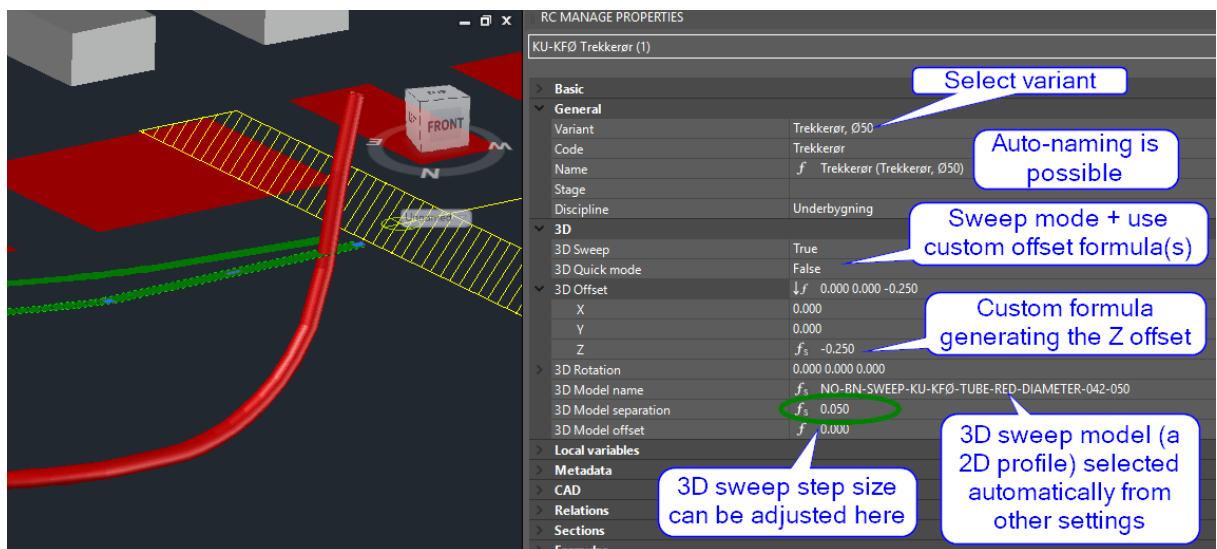 RC MANAGE PROPERTIES
KU-KFØ Trekkerør (1)
Select variant
Basic
General
Variant Trekkerør, Ø50
Code Trekkerør
Name f Trekkerør (Trekkerør, Ø50)
Stage
Discipline Underbygning
Auto-naming is
possible
3D
3D Sweep True
3D Quick mode False
Sweep mode + use
custom offset formula(s)
3D Offset ↓f 0.000 0.000 -0.250
X 0.000
Y 0.000
Z fs -0.250
Custom formula
generating the Z offset
3D Rotation 0.000 0.000 0.000
3D Model name fs NO-BN-SWEEP-KU-KFØ-TUBE-RED-DIAMETER-042-050
3D Model separation fs 0.050
3D Model offset f 0.000
Local variables
Metadata
CAD
Relations
Sections
3D sweep step size
can be adjusted here
3D sweep model (a
2D profile) selected
automatically from
other settings
FRONT
N
W